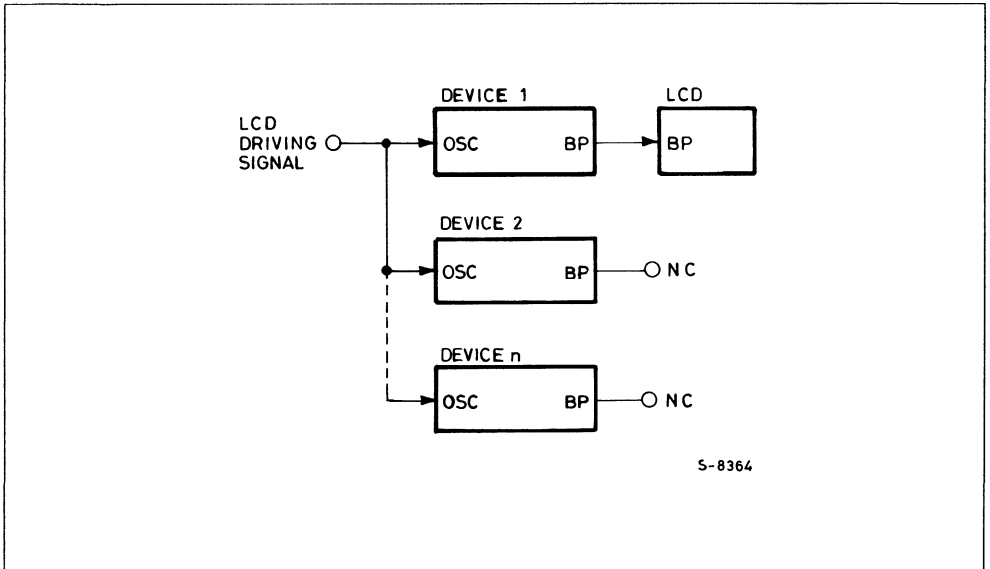 DEVICE 1
LCD
LCD
DRIVING
SIGNAL
OSC
BP
BP
DEVICE 2
OSC
BP
NC
DEVICE n
OSC
BP
NC
S-8364